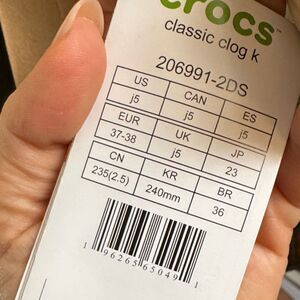 crocs
classic clog k
206991-2DS
US CAN ES
j5 j5 j5
EUR UK JP
37-38 j5 23
CN KR BR
235(2.5) 240mm 36
1 96265 65049 1